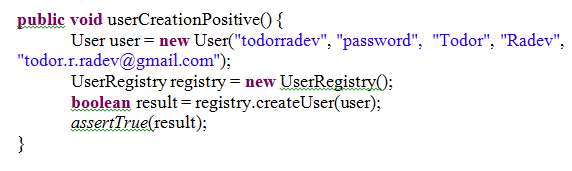 public void userCreationPositive() {
User user = new User("todorradev", "password", "Todor", "Radev",
"todor.r.radev@gmail.com");
UserRegistry registry = new UserRegistry();
boolean result = registry.createUser(user);
assertTrue(result);
}